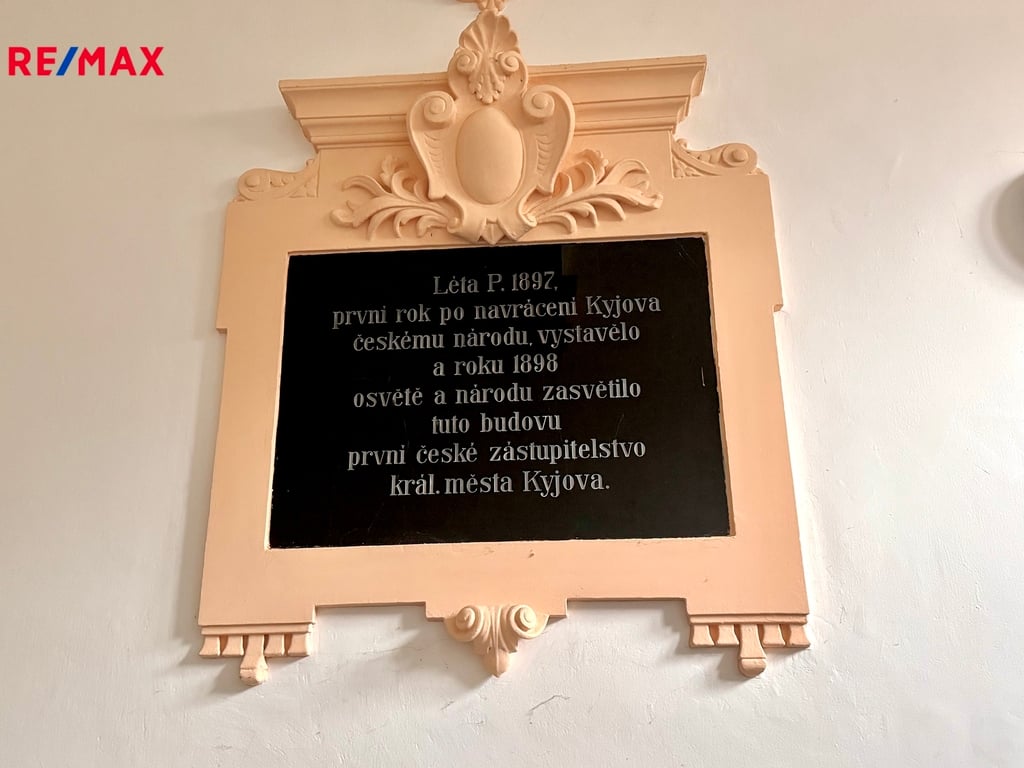 RE/MAX
Léta P. 1897,
první rok po navrácení Kyjova
českému národu, vystavělo
a roku 1898
osvětě a národu zasvětilo
tuto budovu
první české zástupitelstvo
král. města Kyjova.